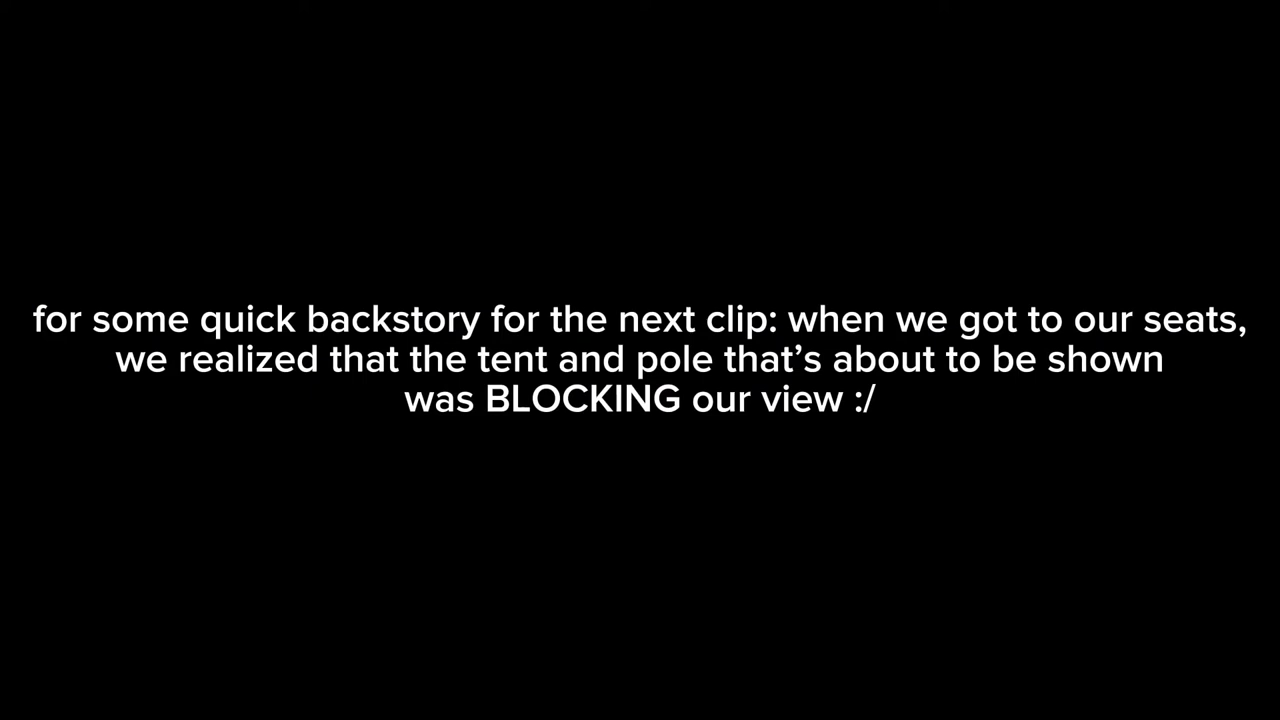 for some quick backstory for the next clip: when we got to our seats,
we realized that the tent and pole that’s about to be shown
was BLOCKING our view :/